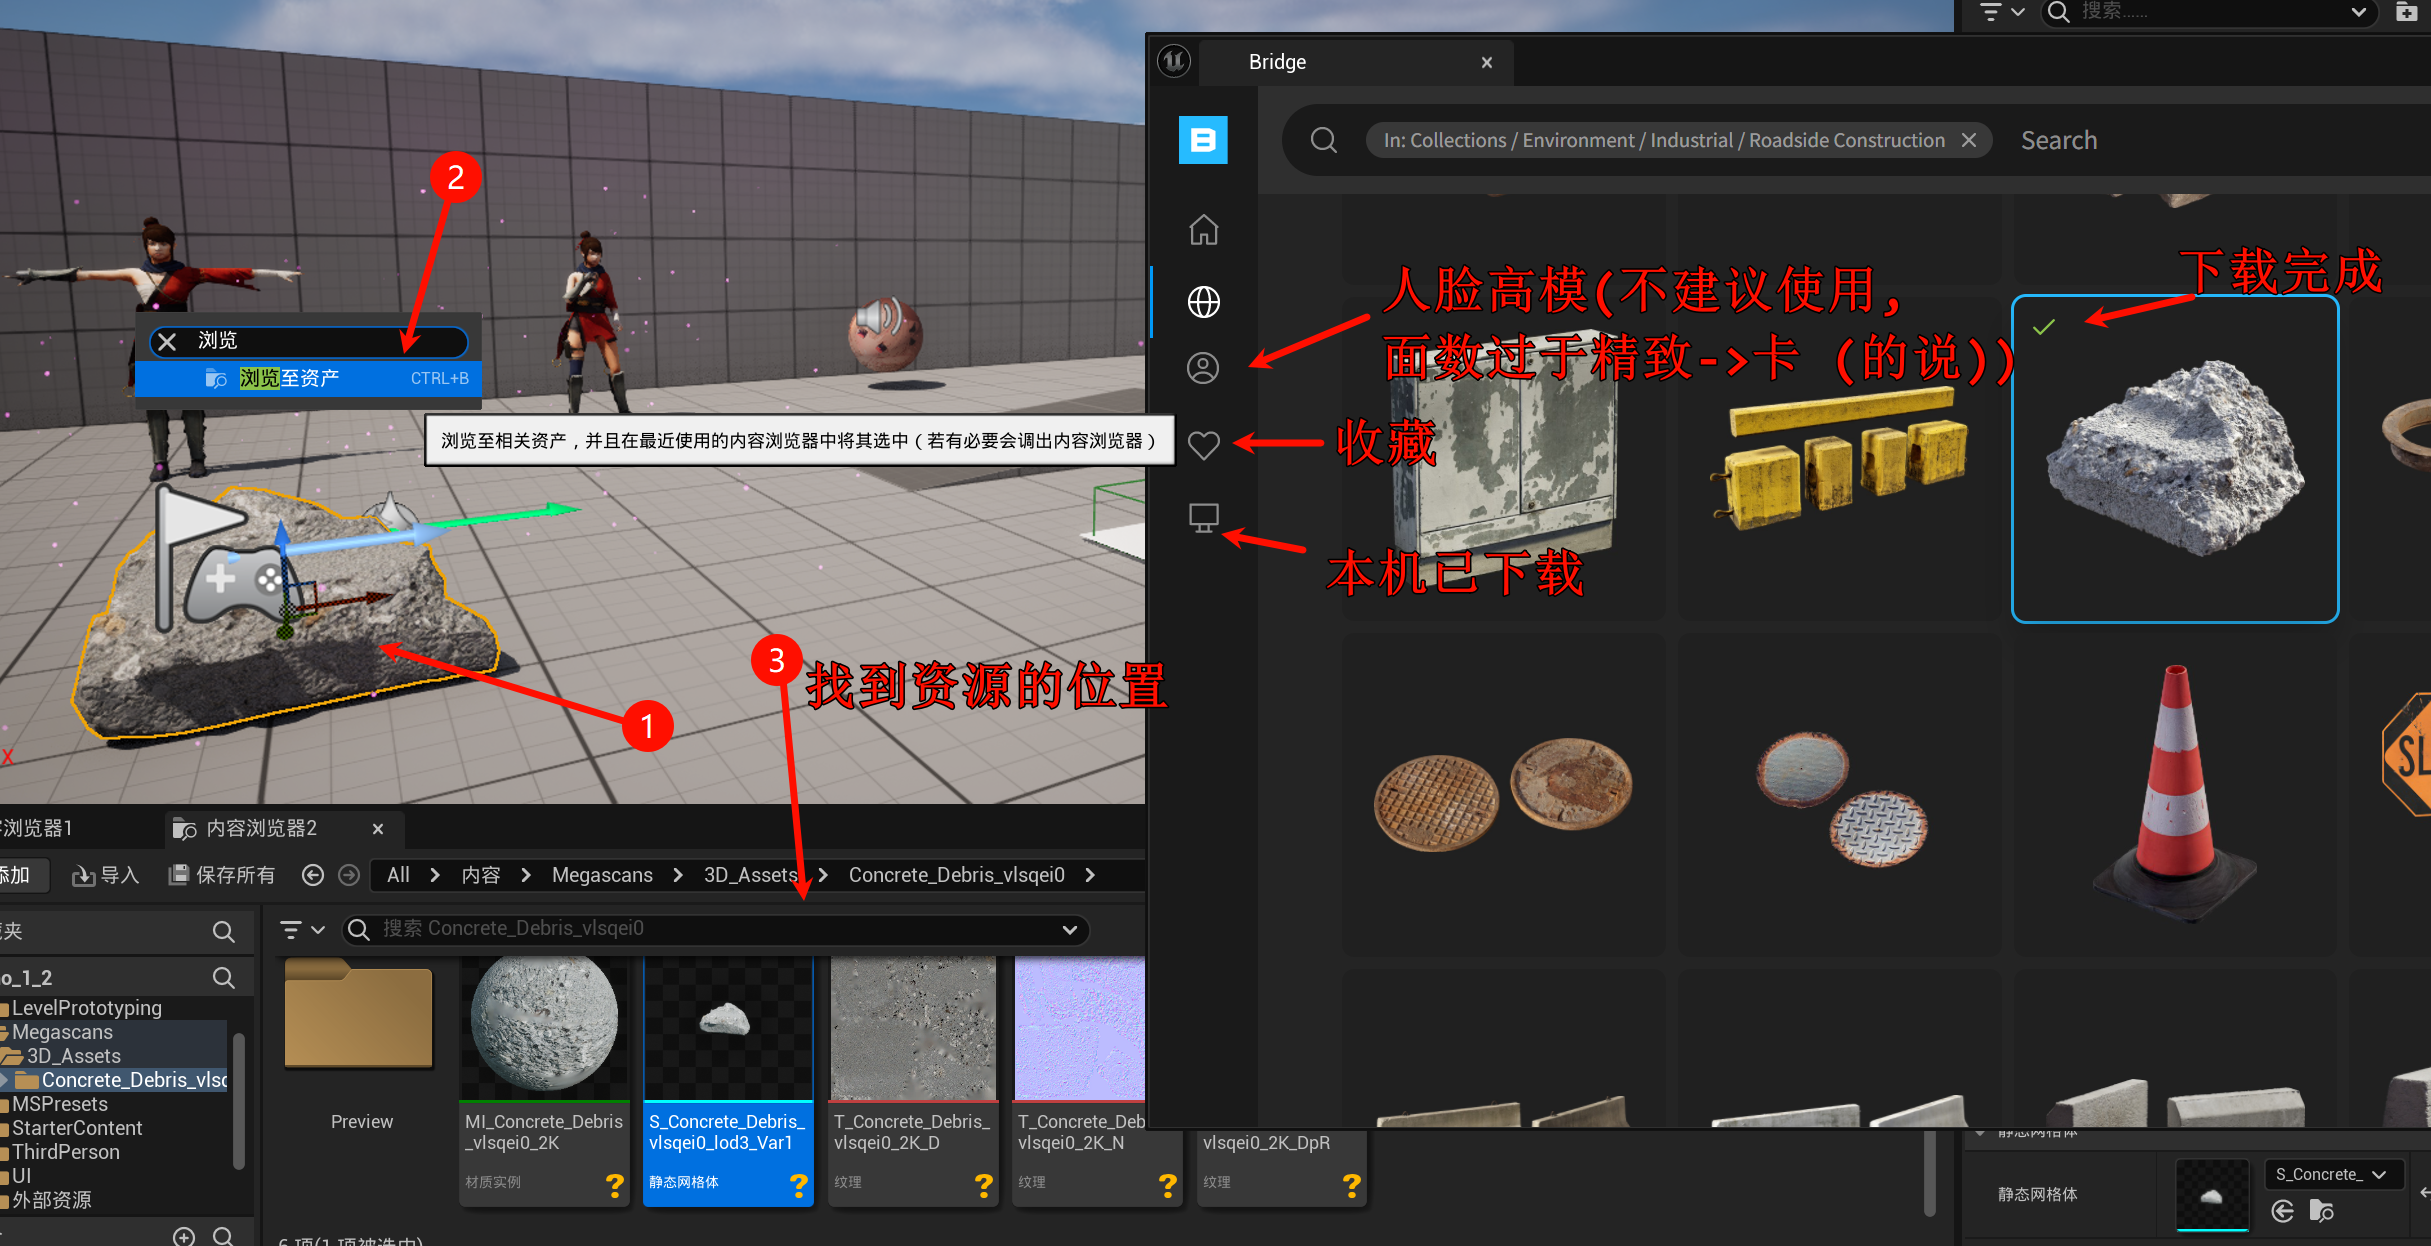 搜索......
Bridge
In: Collections / Environment / Industrial / Roadside Construction
Search
2
下载完成
人脸高模(不建议使用,
面数过于精致->卡 (的说))
浏览
浏览至资产
CTRL+B
浏览至相关资产，并且在最近使用的内容浏览器中将其选中（若有必要会调出内容浏览器）
收藏
本机已下载
3
找到资源的位置
1
X
SL
浏览器1
内容浏览器2
添加
导入
保存所有
All
内容
Megascans
3D_Assets
Concrete_Debris_vlsqei0
夹
搜索 Concrete_Debris_vlsqei0
o_1_2
LevelPrototyping
Megascans
3D_Assets
Concrete_Debris_vlsc
MSPresets
StarterContent
ThirdPerson
UI
外部资源
Preview
MI_Concrete_Debris
_vlsqei0_2K
材质实例
S_Concrete_Debris_
vlsqei0_lod3_Var1
静态网格体
T_Concrete_Debris_
vlsqei0_2K_D
纹理
T_Concrete_Deb
vlsqei0_2K_N
纹理
vlsqei0_2K_DpR
纹理
6 项(1 项被选中)
静态网格体
静态网格体
S_Concrete_